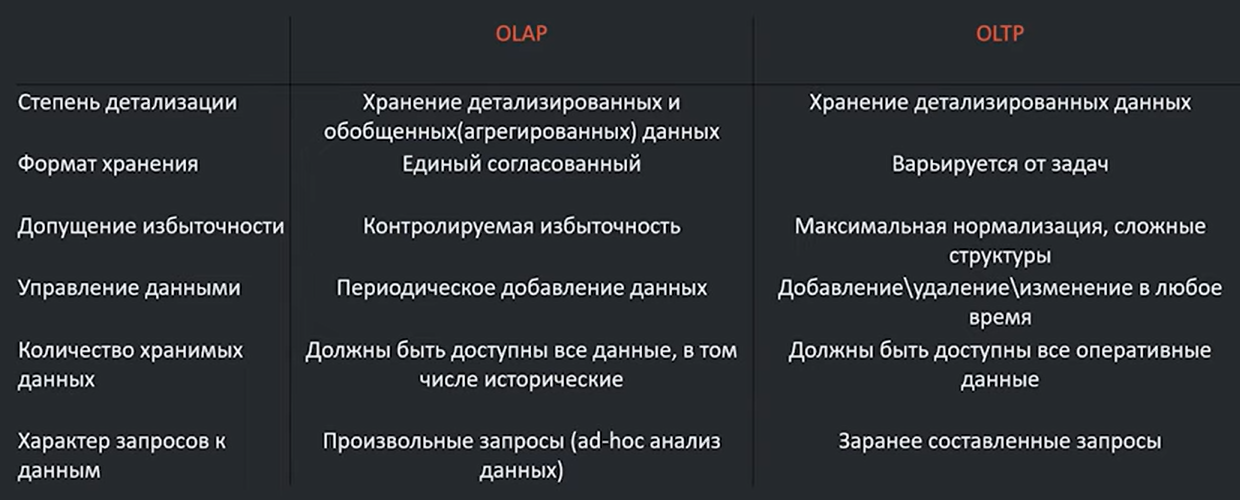 OLAP
OLTP
Степень детализации
Хранение детализированных и
обобщенных(агрегированных) данных
Хранение детализированных данных
Формат хранения
Единый согласованный
Варьируется от задач
Допущение избыточности
Контролируемая избыточность
Максимальная нормализация, сложные
структуры
Управление данными
Периодическое добавление данных
Добавление\удаление\изменение в любое
время
Количество хранимых
данных
Должны быть доступны все данные, в том
числе исторические
Должны быть доступны все оперативные
данные
Характер запросов к
данным
Произвольные запросы (ad-hoc анализ
данных)
Заранее составленные запросы